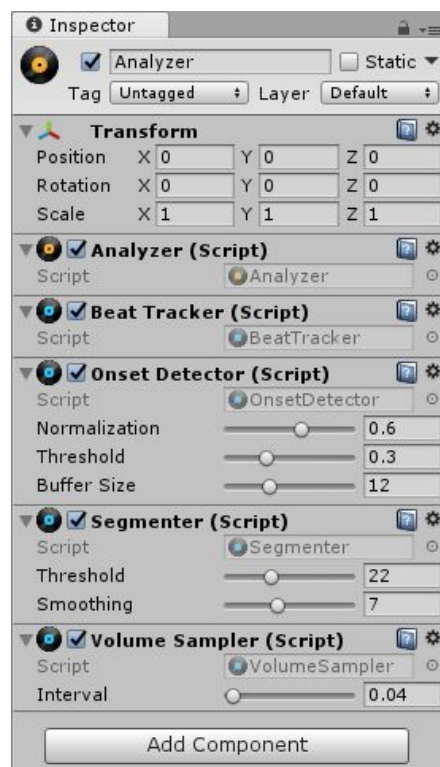 Inspector
Analyzer Static
Tag Untagged Layer Default
Transform
Position X 0 Y 0 Z 0
Rotation X 0 Y 0 Z 0
Scale X 1 Y 1 Z 1
Analyzer (Script)
Script Analyzer
Beat Tracker (Script)
Script BeatTracker
Onset Detector (Script)
Script OnsetDetector
Normalization 0.6
Threshold 0.3
Buffer Size 12
Segmenter (Script)
Script Segmenter
Threshold 22
Smoothing 7
Volume Sampler (Script)
Script VolumeSampler
Interval 0.04
Add Component